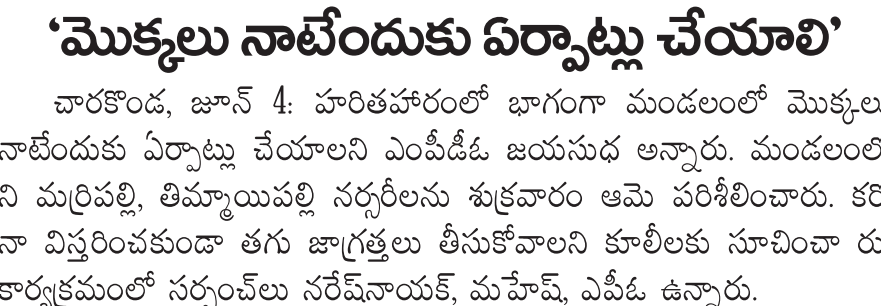 ‘మొక్కలు నాటేందుకు ఏర్పాట్లు చేయాలి’
చారకొండ, జూన్ 4: హరితహారంలో భాగంగా మండలంలో మొక్కలు
నాటేందుకు ఏర్పాట్లు చేయాలని ఎంపీడీఓ జయసుధ అన్నారు. మండలంలో
ని మర్రిపల్లి, తిమ్మాయిపల్లి నర్సరీలను శుక్రవారం ఆమె పరిశీలించారు. కరో
నా విస్తరించకుండా తగు జాగ్రత్తలు తీసుకోవాలని కూలీలకు సూచించా రు
కార్యక్రమంలో సర్పంచ్‌లు నరేష్‌నాయక్, మహేష్, ఎపీఓ ఉన్నారు.